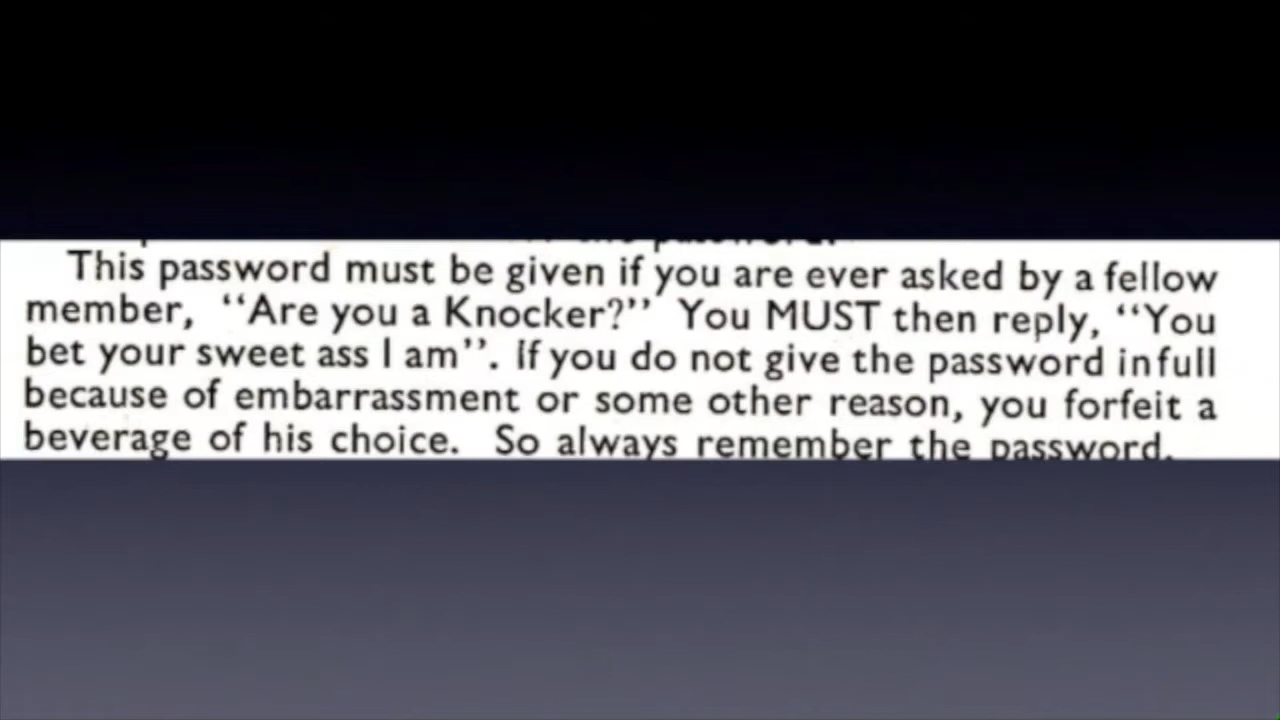 This password must be given if you are ever asked by a fellow
member, “Are you a Knocker?” You MUST then reply, “You
bet your sweet ass I am”. If you do not give the password in full
because of embarrassment or some other reason, you forfeit a
beverage of his choice. So always remember the password.